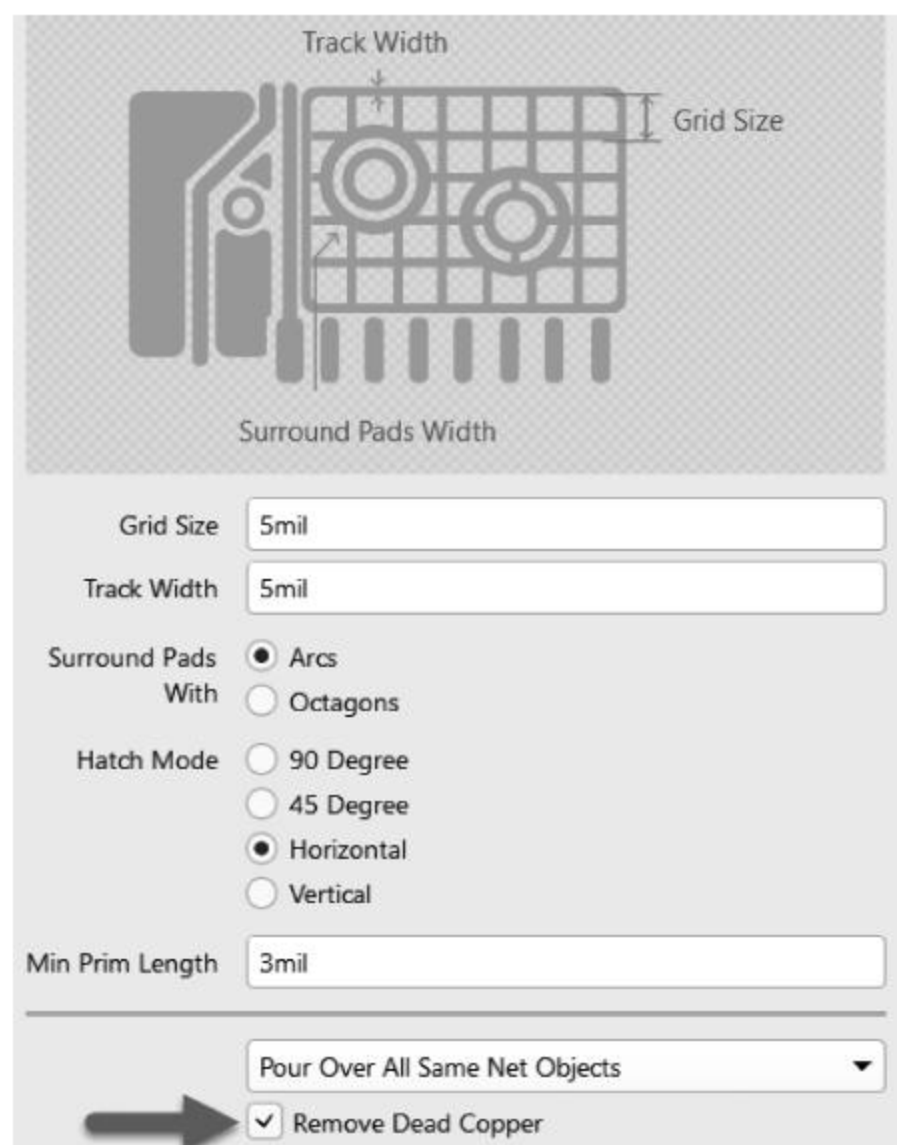 Track Width
Grid Size
Surround Pads Width
Grid Size 5mil
Track Width 5mil
Surround Pads Arcs
With Octagons
Hatch Mode 90 Degree
45 Degree
Horizontal
Vertical
Min Prim Length 3mil
Pour Over All Same Net Objects
Remove Dead Copper